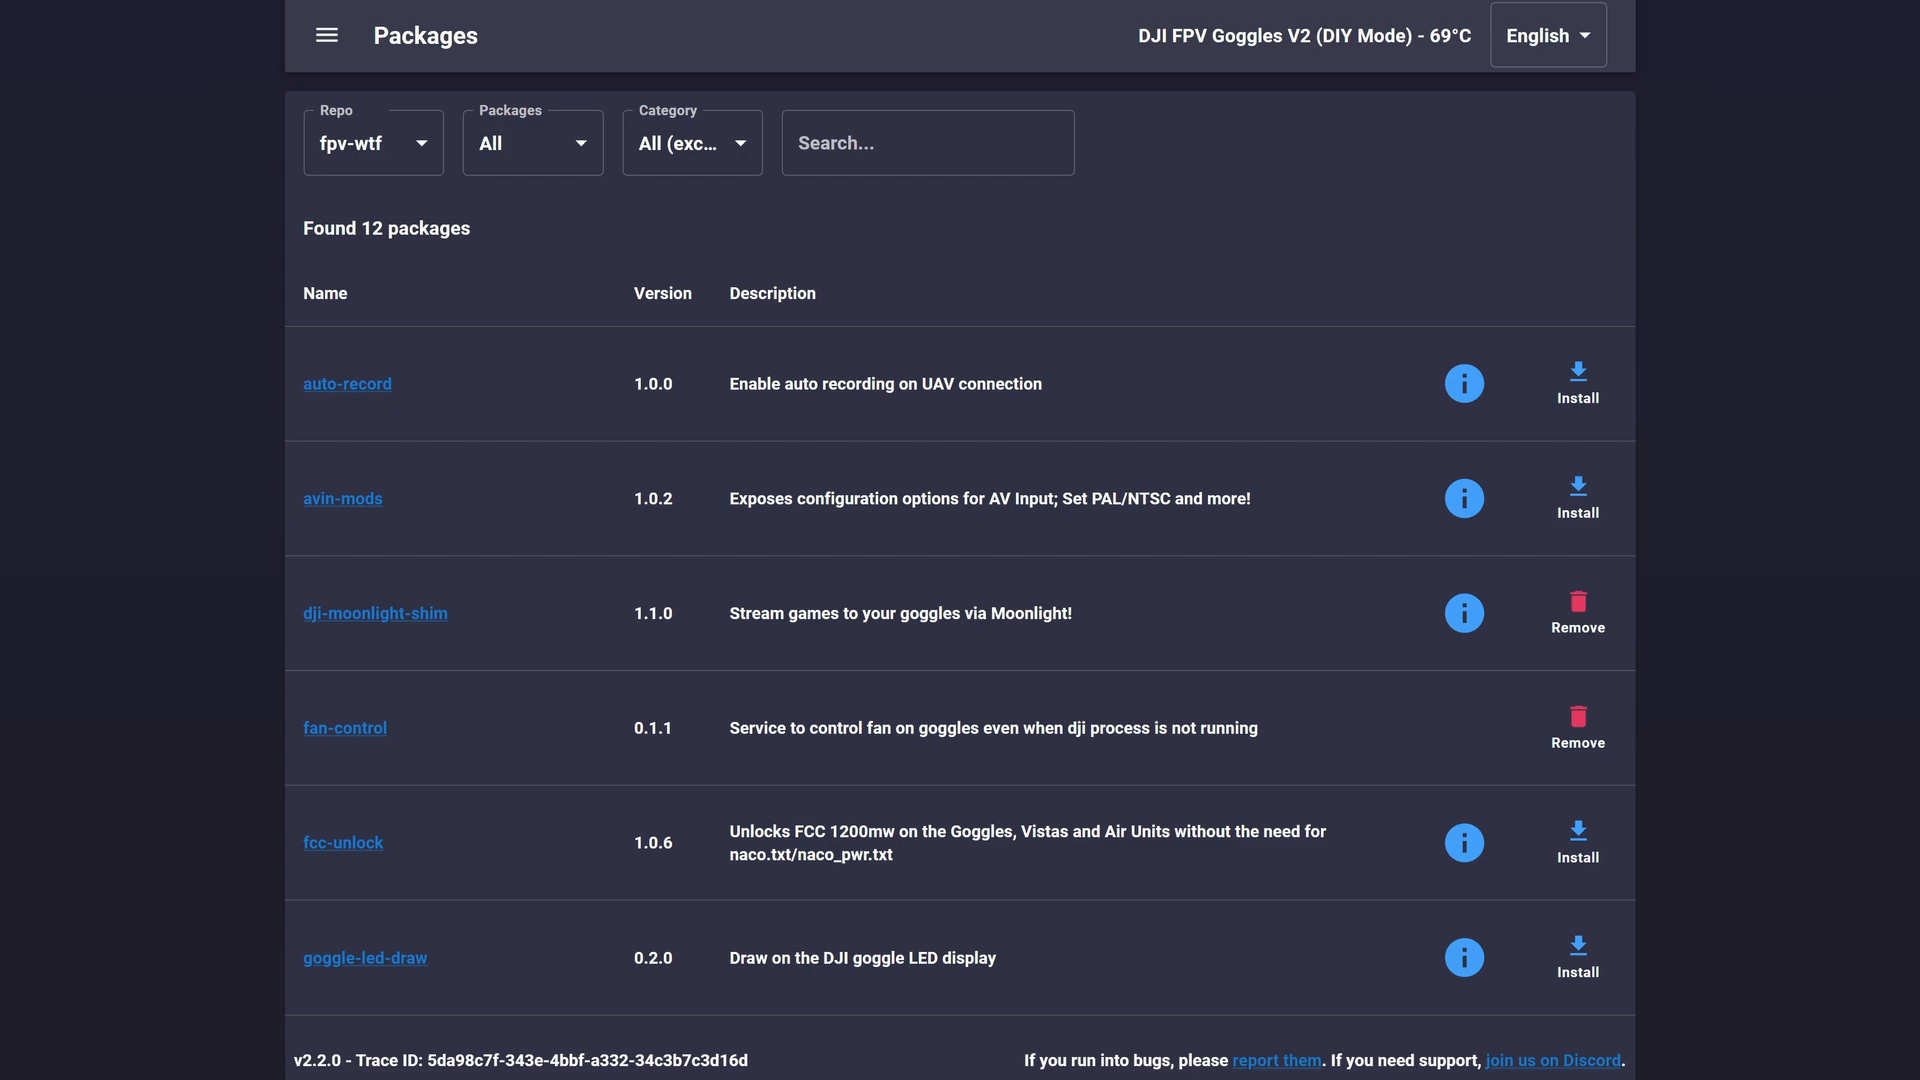 Packages
DJI FPV Goggles V2 (DIY Mode) - 69°C
English
Repo
fpv-wtf
Packages
All
Category
All (exc...
Search...
Found 12 packages
Name Version Description
auto-record 1.0.0 Enable auto recording on UAV connection
Install
avin-mods 1.0.2 Exposes configuration options for AV Input; Set PAL/NTSC and more!
Install
dji-moonlight-shim 1.1.0 Stream games to your goggles via Moonlight!
Remove
fan-control 0.1.1 Service to control fan on goggles even when dji process is not running
Remove
fcc-unlock 1.0.6 Unlocks FCC 1200mw on the Goggles, Vistas and Air Units without the need for
naco.txt/naco_pwr.txt
Install
goggle-led-draw 0.2.0 Draw on the DJI goggle LED display
Install
v2.2.0 - Trace ID: 5da98c7f-343e-4bbf-a332-34c3b7c3d16d
If you run into bugs, please report them. If you need support, join us on Discord.